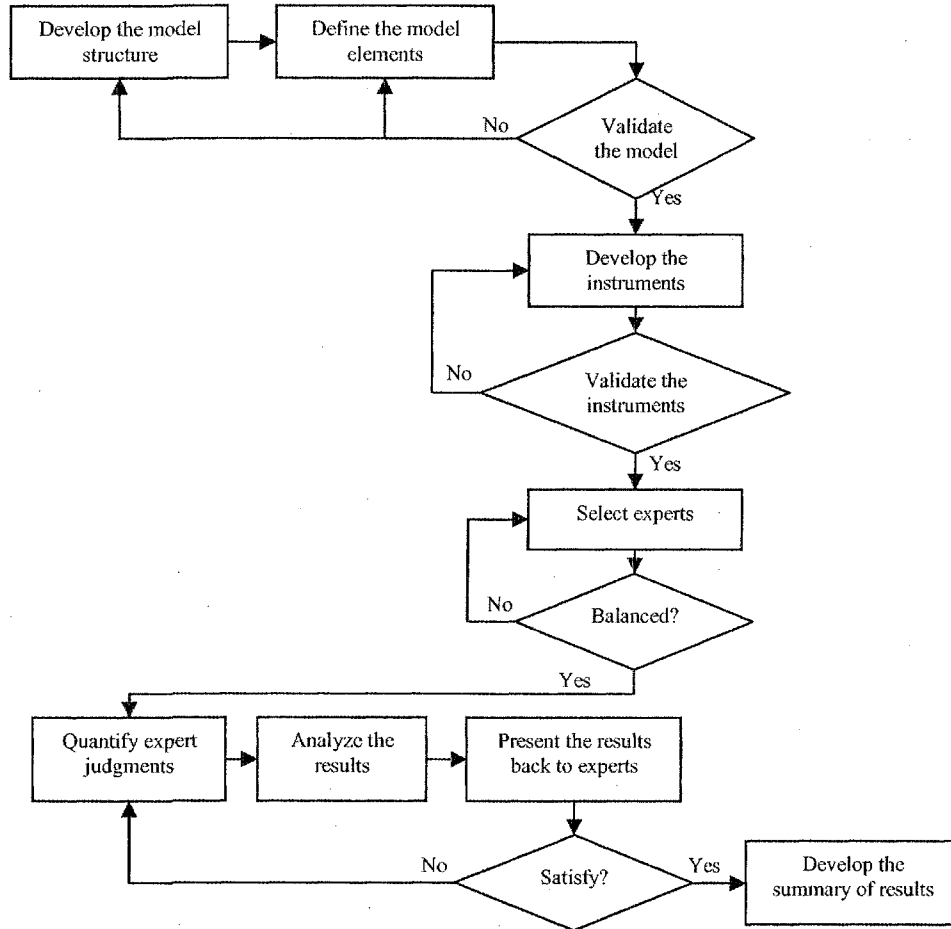 Develop the model
structure
Define the model
elements
No
Validate
the model
Yes
Develop the
instruments
No
Validate the
instruments
Yes
Select experts
No
Balanced?
Yes
Quantify expert
judgments
Analyze the
results
Present the results
back to experts
No
Satisfy?
Yes
Develop the
summary of results